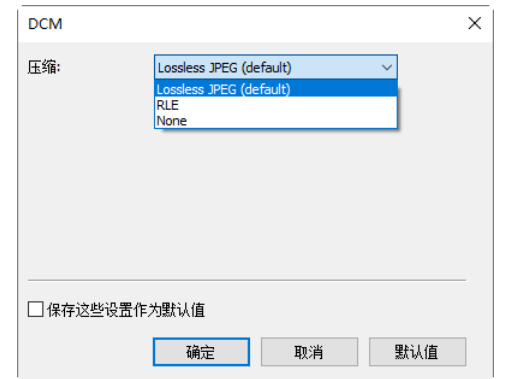 DCM
压缩: Lossless JPEG (default)
Lossless JPEG (default)
RLE
None
保存这些设置作为默认值
确定 取消 默认值